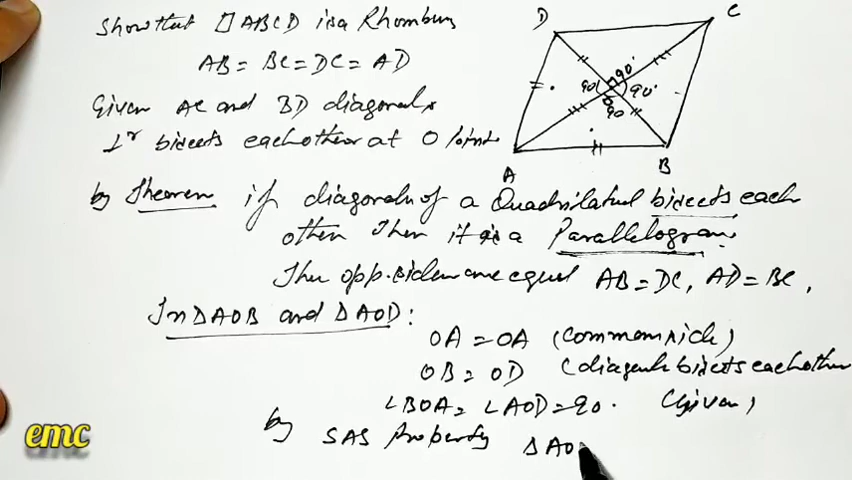 Show that □ABCD is a Rhombus
AB = BC = DC = AD
Given AC and BD diagonals
⊥r bisects each other at O Point
by Theorem if diagonals of a Quadrilateral bisects each
other Then it is a Parallelogram
Then opp. sides are equal AB = DC, AD = BC,
In ΔAOB and ΔAOD:
OA = OA (Common side)
OB = OD (diagonals bisects each other
∠BOA = ∠AOD = 90. (Given)
by SAS Property ΔAO
D
C
A
B
90
90°
90°
90
emc